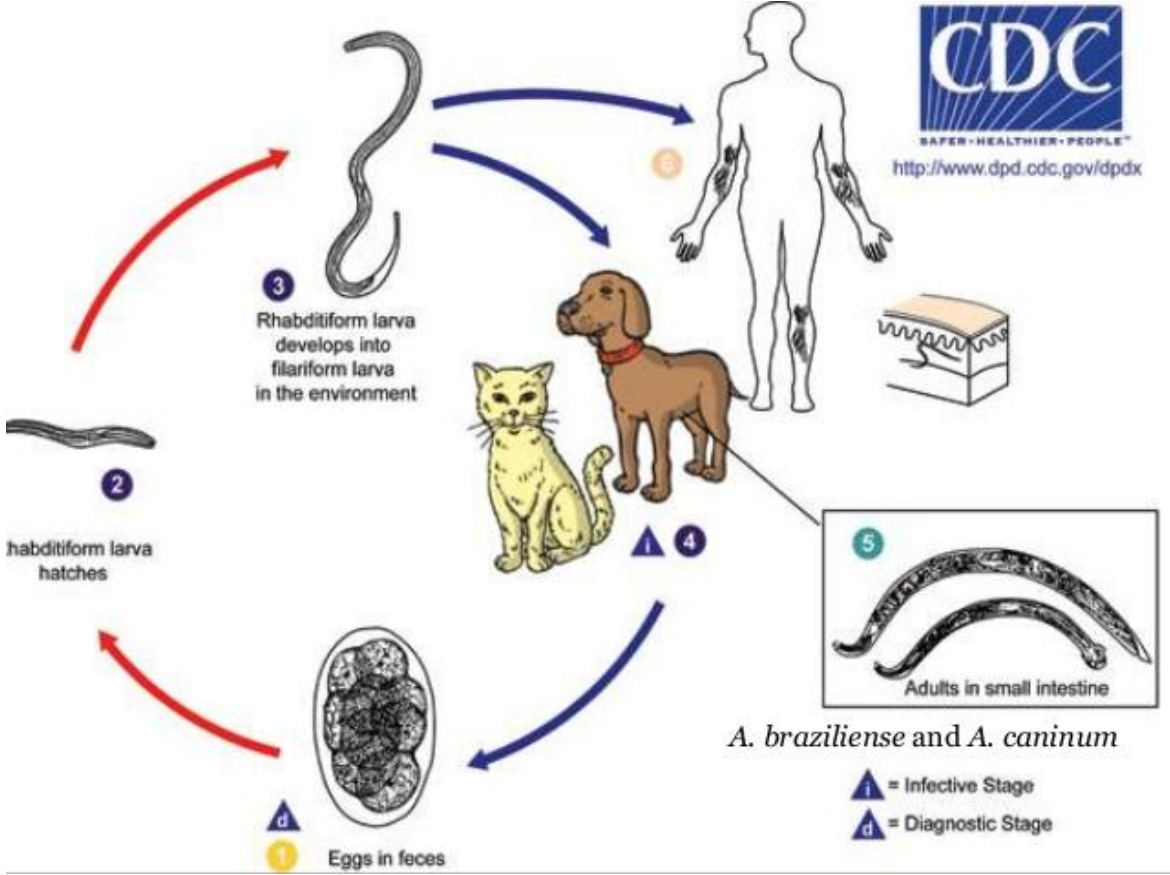 CDC
SAFER•HEALTHIER•PEOPLE™
http://www.dpd.cdc.gov/dpdx
6
3
Rhabditiform larva
develops into
filariform larva
in the environment
2
habditiform larva
hatches
i 4
5
Adults in small intestine
A. braziliense and A. caninum
i = Infective Stage
d = Diagnostic Stage
d
1 Eggs in feces